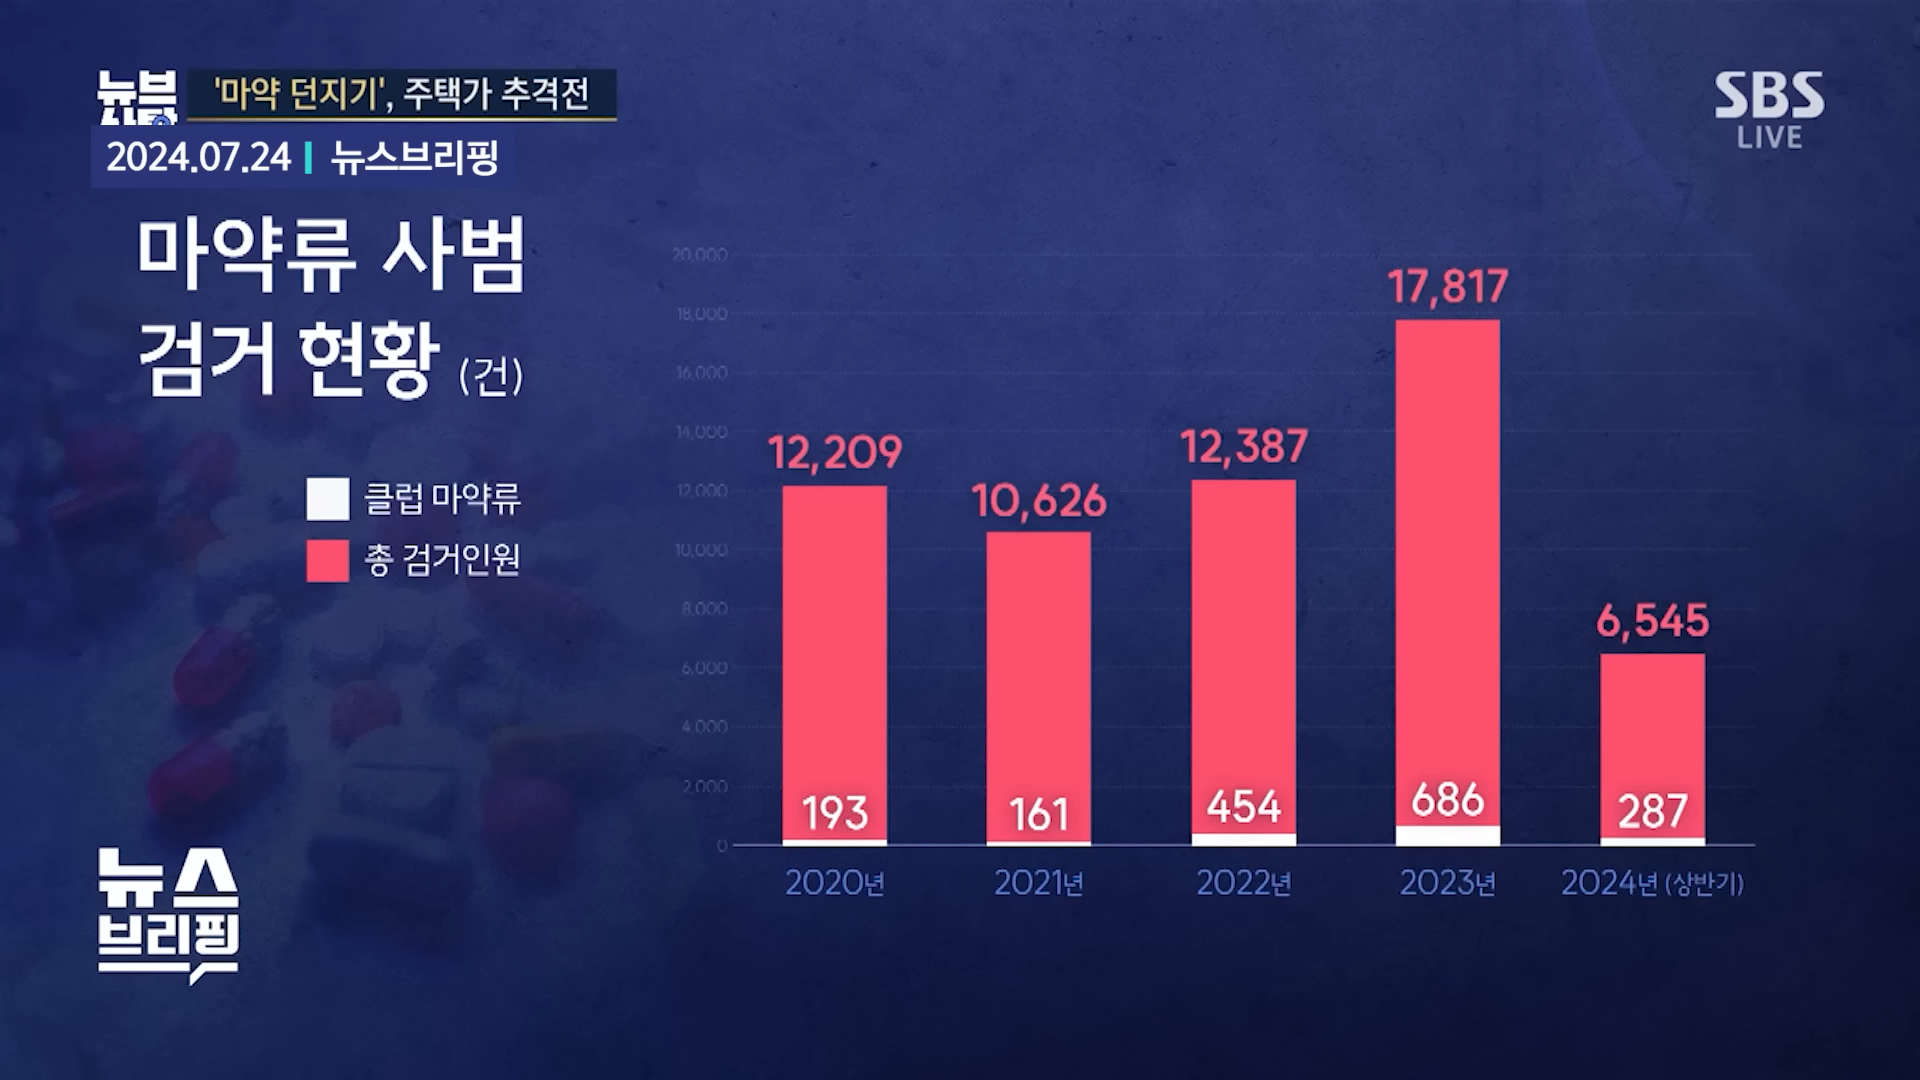 뉴브
'마약 던지기', 주택가 추격전
SBS
LIVE
2024.07.24 | 뉴스브리핑
마약류 사범
검거 현황 (건)
클럽 마약류
총 검거인원
20,000
18,000
16,000
14,000
12,000
10,000
8,000
6,000
4,000
2,000
0
12,209
10,626
12,387
17,817
6,545
193
161
454
686
287
2020년
2021년
2022년
2023년
2024년 (상반기)
뉴스
브리핑